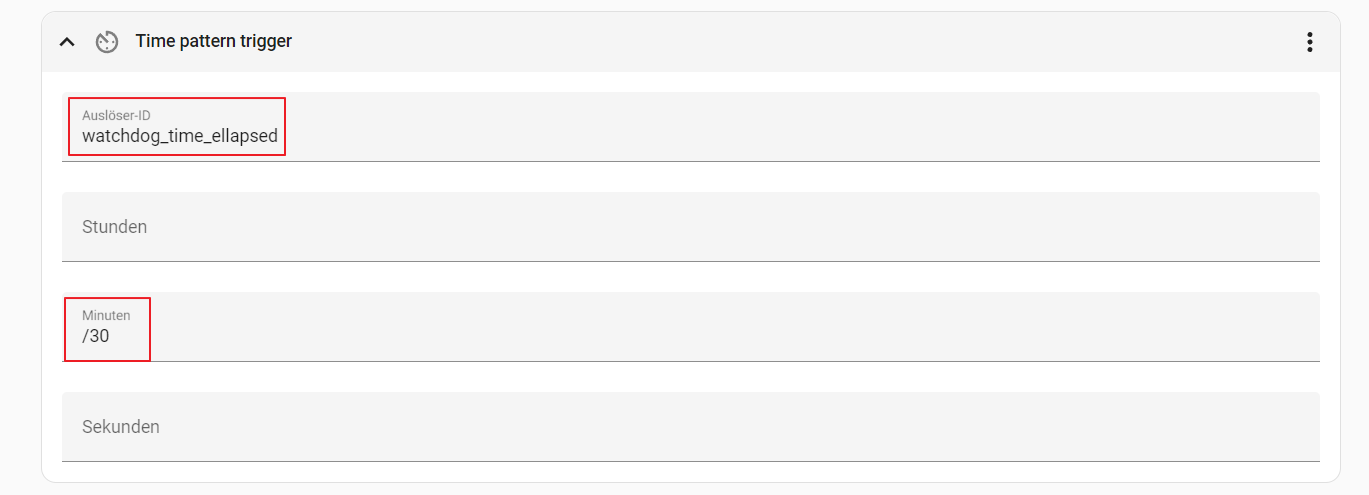 Time pattern trigger
Auslöser-ID
watchdog_time_ellapsed
Stunden
Minuten
/30
Sekunden